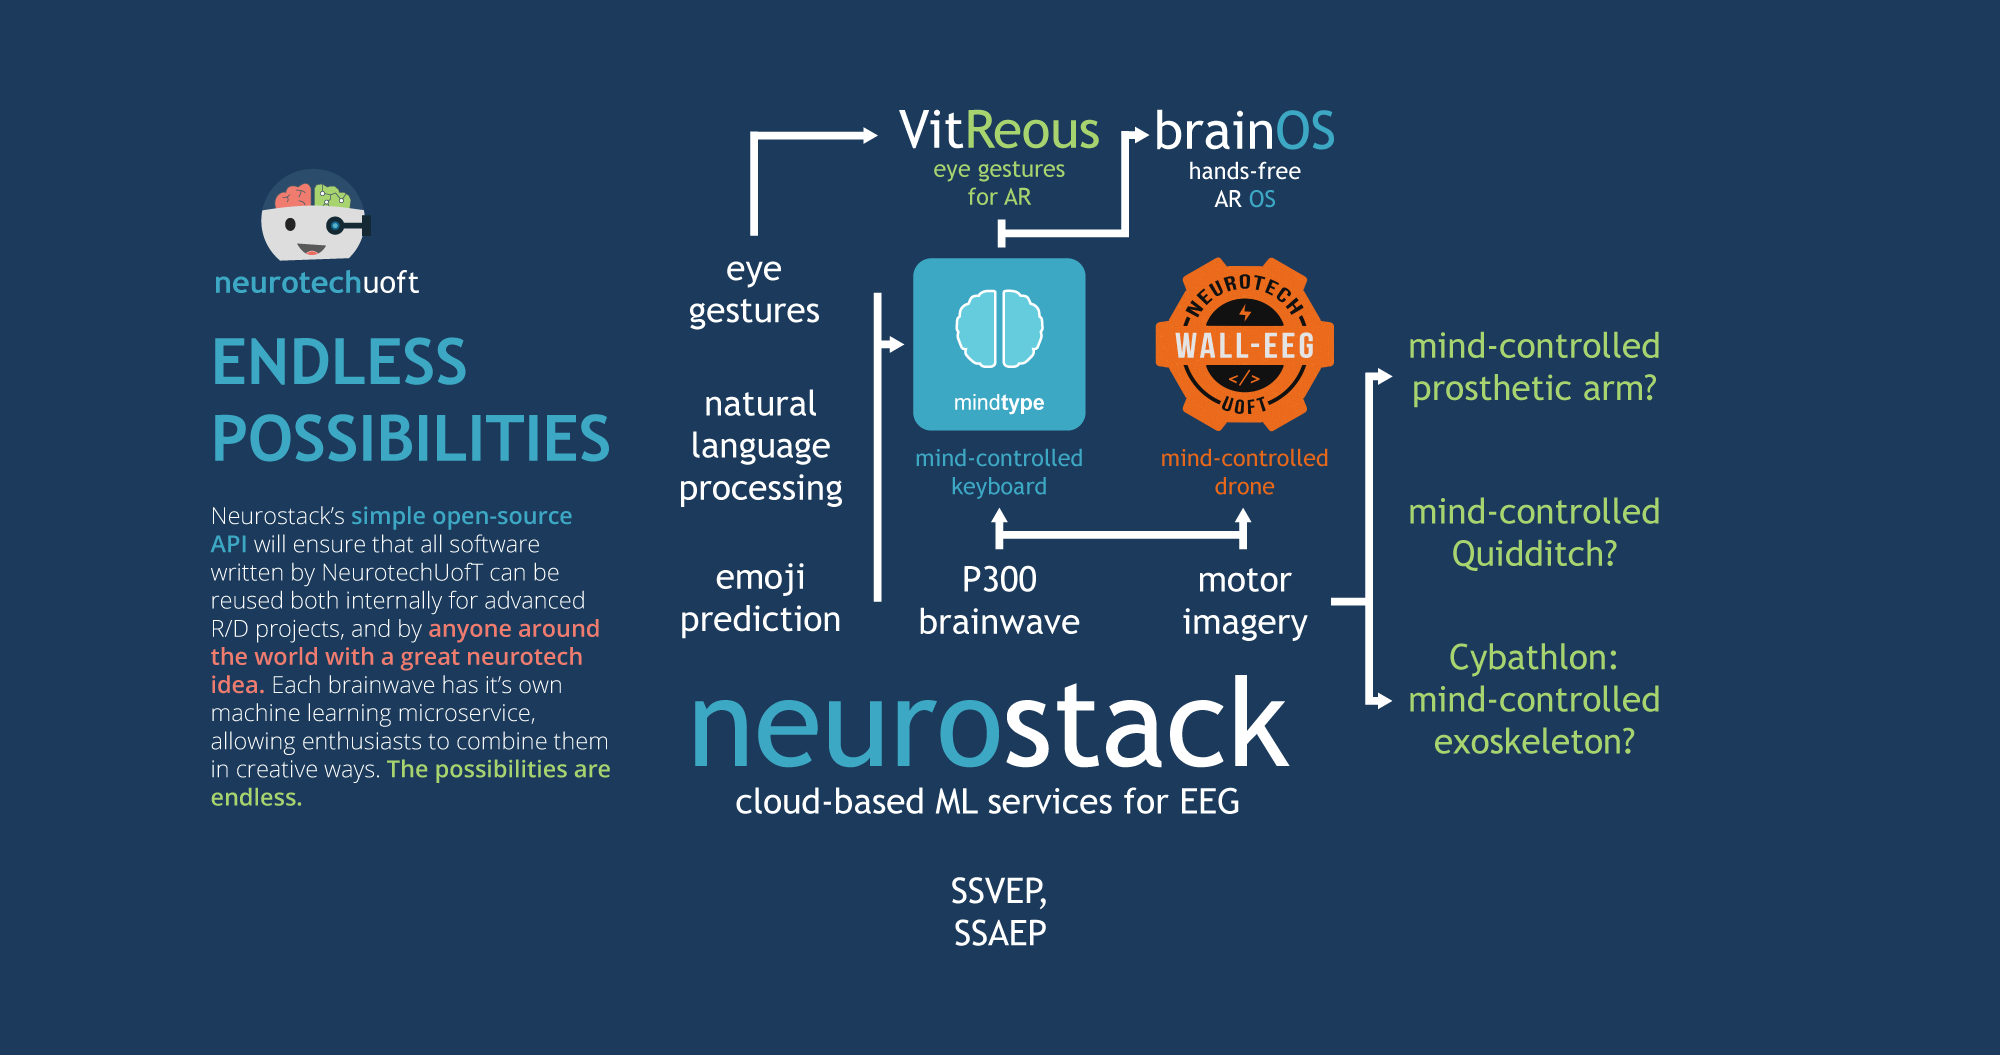 neurotechuoft
ENDLESS
POSSIBILITIES
Neurostack's simple open-source
API will ensure that all software
written by NeurotechUofT can be
reused both internally for advanced
R/D projects, and by anyone around
the world with a great neurotech
idea. Each brainwave has it's own
machine learning microservice,
allowing enthusiasts to combine them
in creative ways. The possibilities are
endless.
VitReous
eye gestures
for AR
brainOS
hands-free
AR OS
eye
gestures
natural
language
processing
emoji
prediction
mindtype
mind-controlled
keyboard
NEUROTECH
WALL-EEG
</>
UOFT
mind-controlled
drone
P300
brainwave
motor
imagery
mind-controlled
prosthetic arm?
mind-controlled
Quidditch?
Cybathlon:
mind-controlled
exoskeleton?
neurostack
cloud-based ML services for EEG
SSVEP,
SSAEP